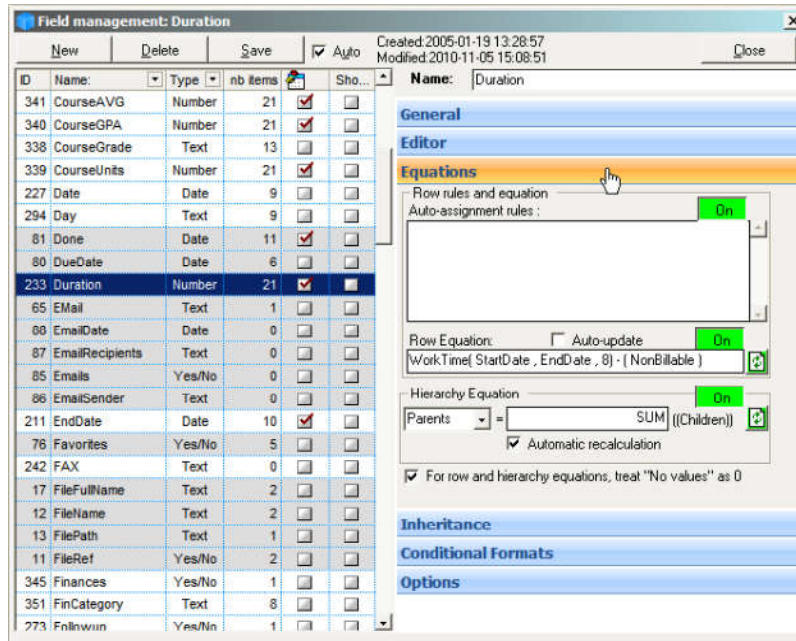 Field management: Duration
New Delete Save Auto Created:2005-01-19 13:28:57
Modified:2010-11-05 15:08:51 Close
ID Name: Type nb items Sho... Name: Duration
341 CourseAVG Number 21
340 CourseGPA Number 21
338 CourseGrade Text 13
339 CourseUnits Number 21
227 Date Date 9
294 Day Text 9
81 Done Date 11
80 DueDate Date 6
233 Duration Number 21
65 EMail Text 1
88 EmailDate Date 0
87 EmailRecipients Text 0
85 Emails Yes/No 0
86 EmailSender Text 0
211 EndDate Date 10
76 Favorites Yes/No 5
242 FAX Text 0
17 FileFullName Text 2
12 FileName Text 2
13 FilePath Text 1
11 FileRef Yes/No 2
345 Finances Yes/No 1
351 FinCategory Text 8
273 Followup Yes/No 1
General
Editor
Equations
Row rules and equation
Auto-assignment rules : On
Row Equation: Auto-update On
WorkTime( StartDate , EndDate , 8) - ( NonBillable )
Hierarchy Equation On
Parents = SUM ((Children))
Automatic recalculation
For row and hierarchy equations, treat "No values" as 0
Inheritance
Conditional Formats
Options